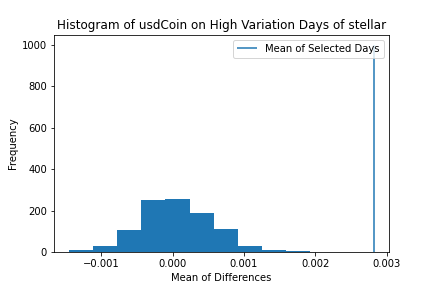 Histogram of usdCoin on High Variation Days of stellar
Mean of Selected Days
1000
800
600
400
200
0
Frequency
−0.001 0.000 0.001 0.002 0.003
Mean of Differences